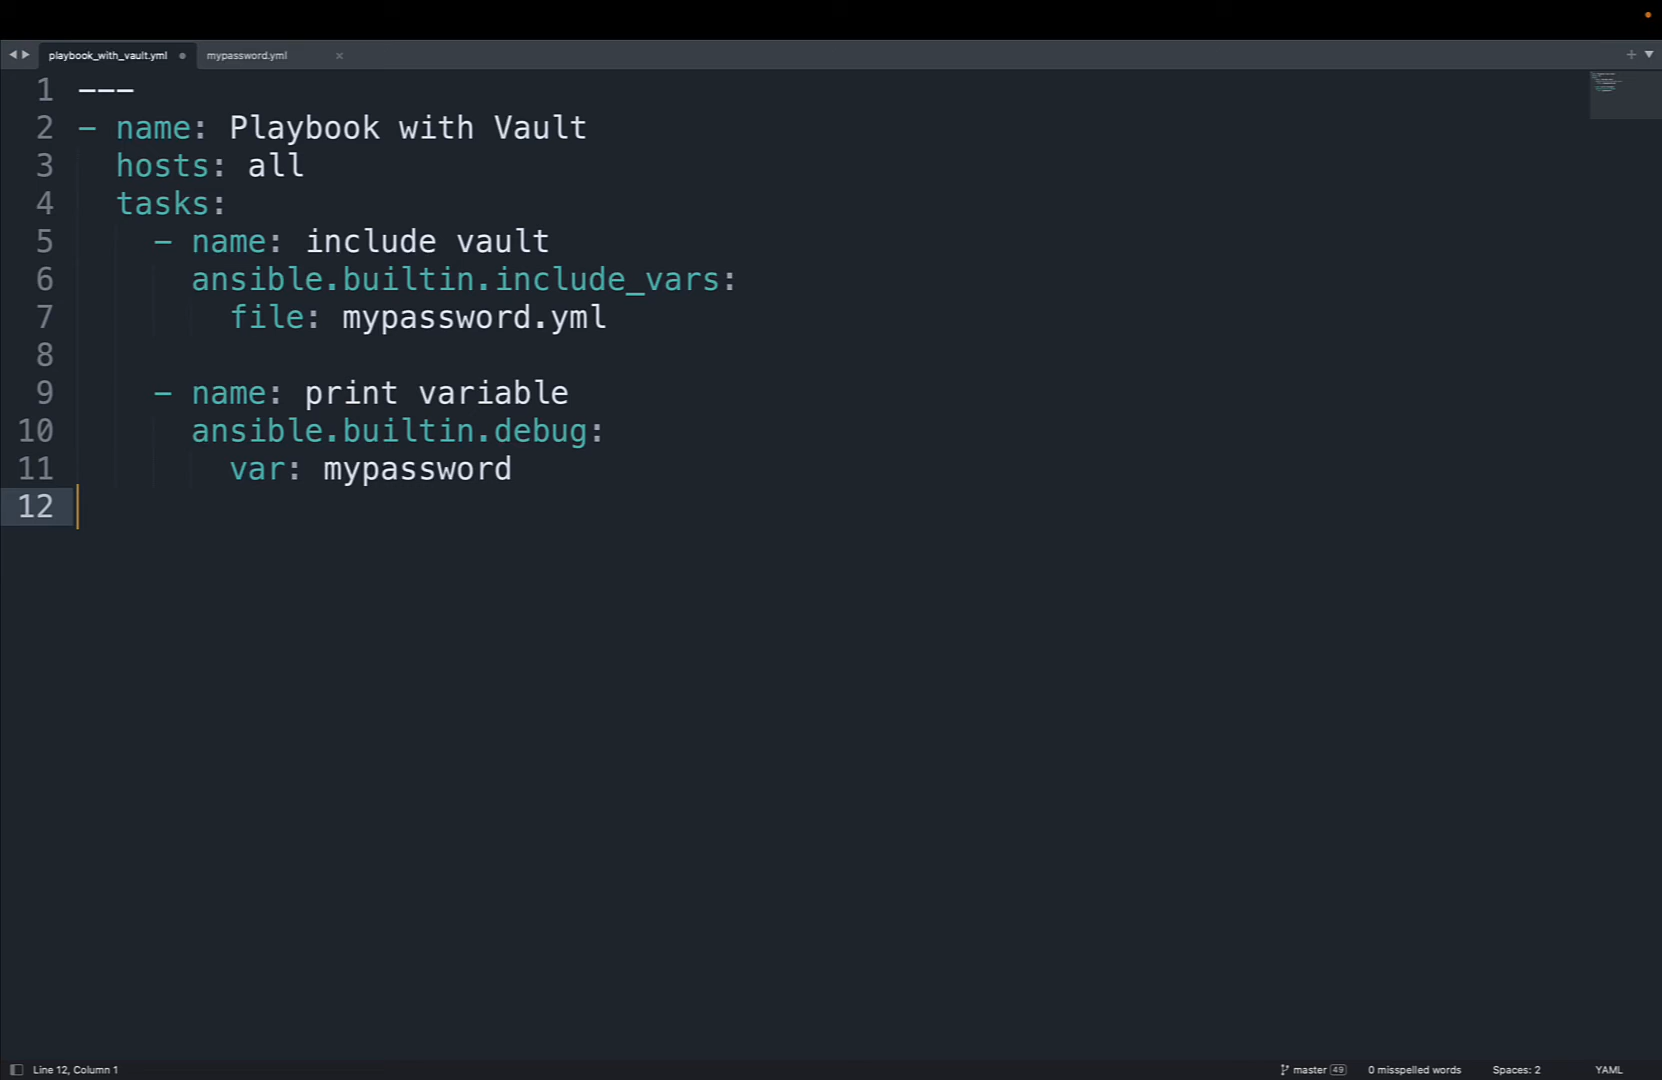 playbook_with_vault.yml mypassword.yml
1 ---
2 - name: Playbook with Vault
3 hosts: all
4 tasks:
5 - name: include vault
6 ansible.builtin.include_vars:
7 file: mypassword.yml
8
9 - name: print variable
10 ansible.builtin.debug:
11 var: mypassword
12
Line 12, Column 1 master 49 0 misspelled words Spaces: 2 YAML